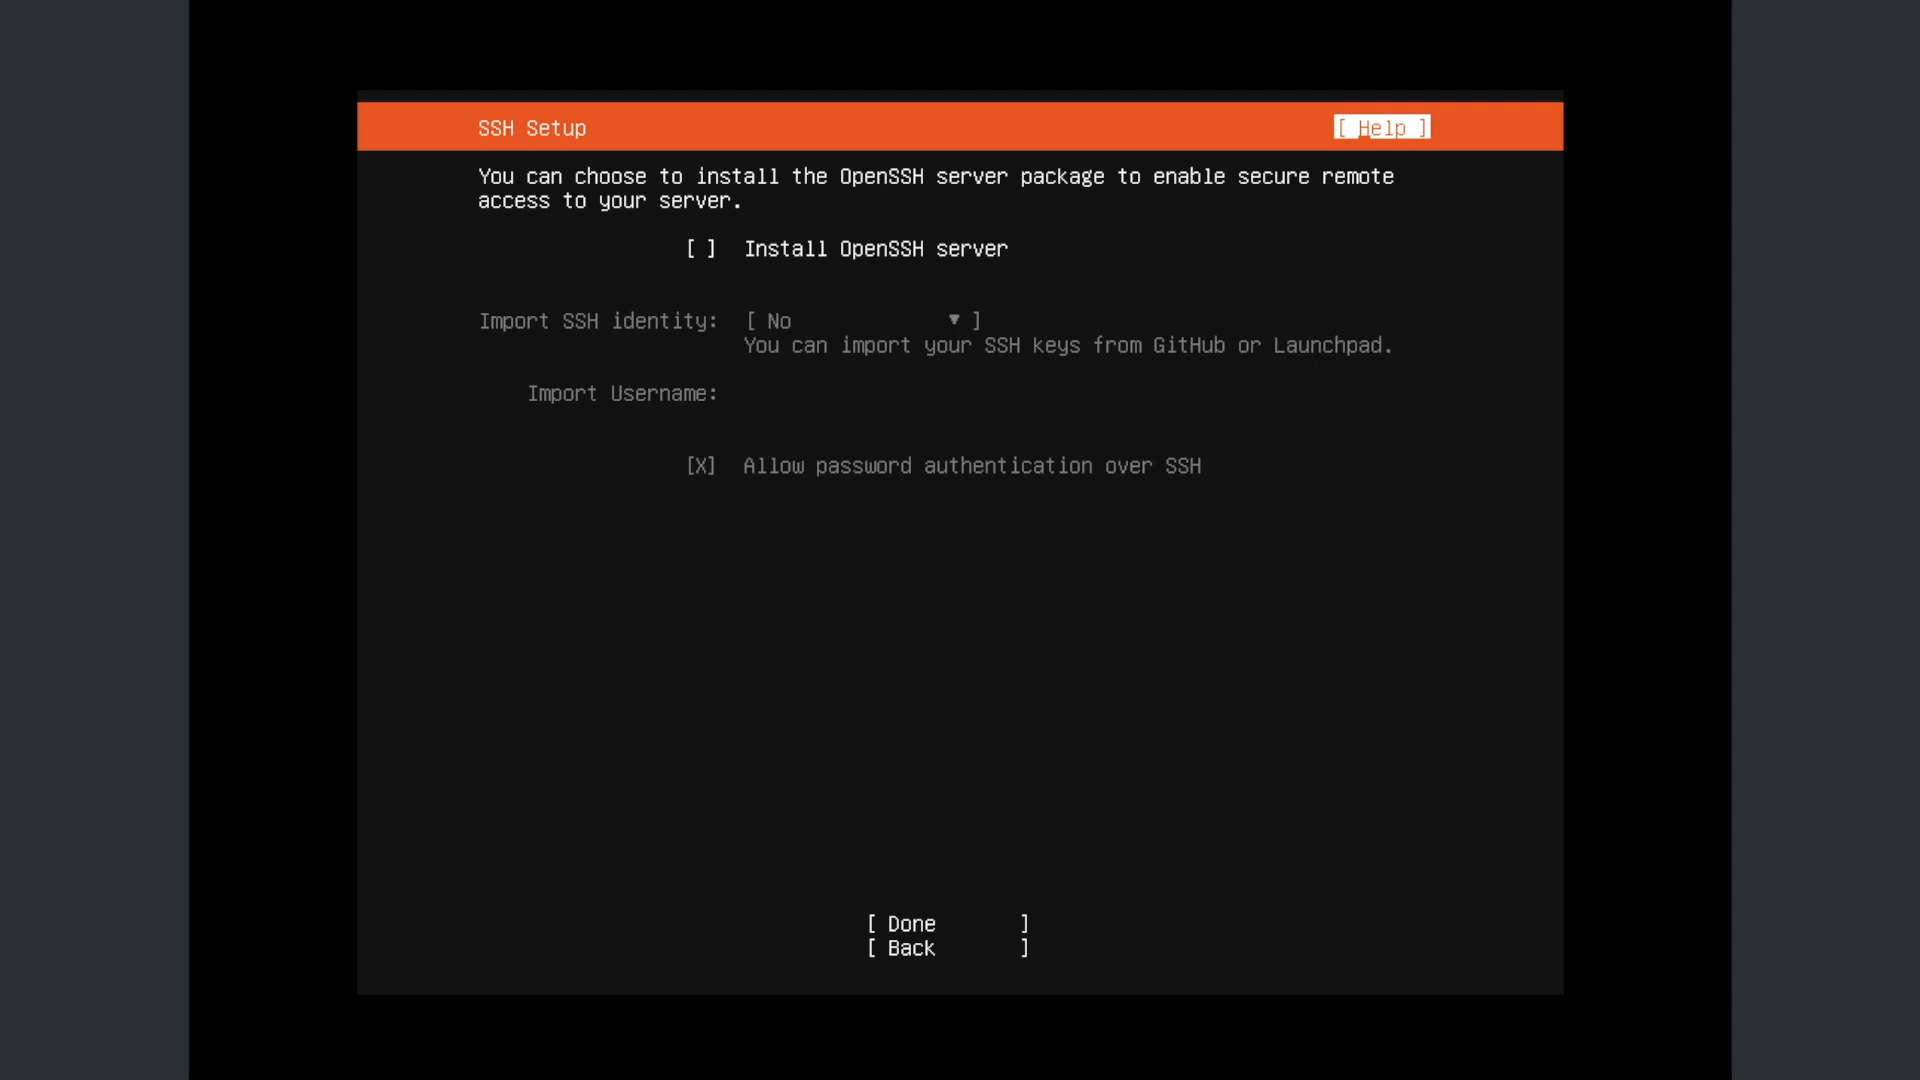 SSH Setup [ Help ]
You can choose to install the OpenSSH server package to enable secure remote
access to your server.
[ ] Install OpenSSH server
Import SSH identity: [ No ▾ ]
You can import your SSH keys from GitHub or Launchpad.
Import Username:
[X] Allow password authentication over SSH
[ Done ]
[ Back ]